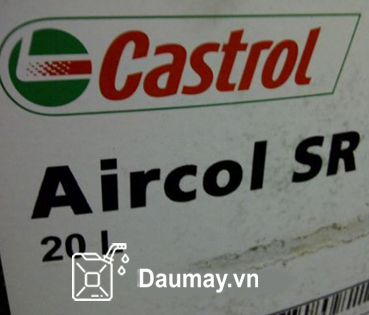 Castrol
Aircol SR
20 L
Daumay.vn